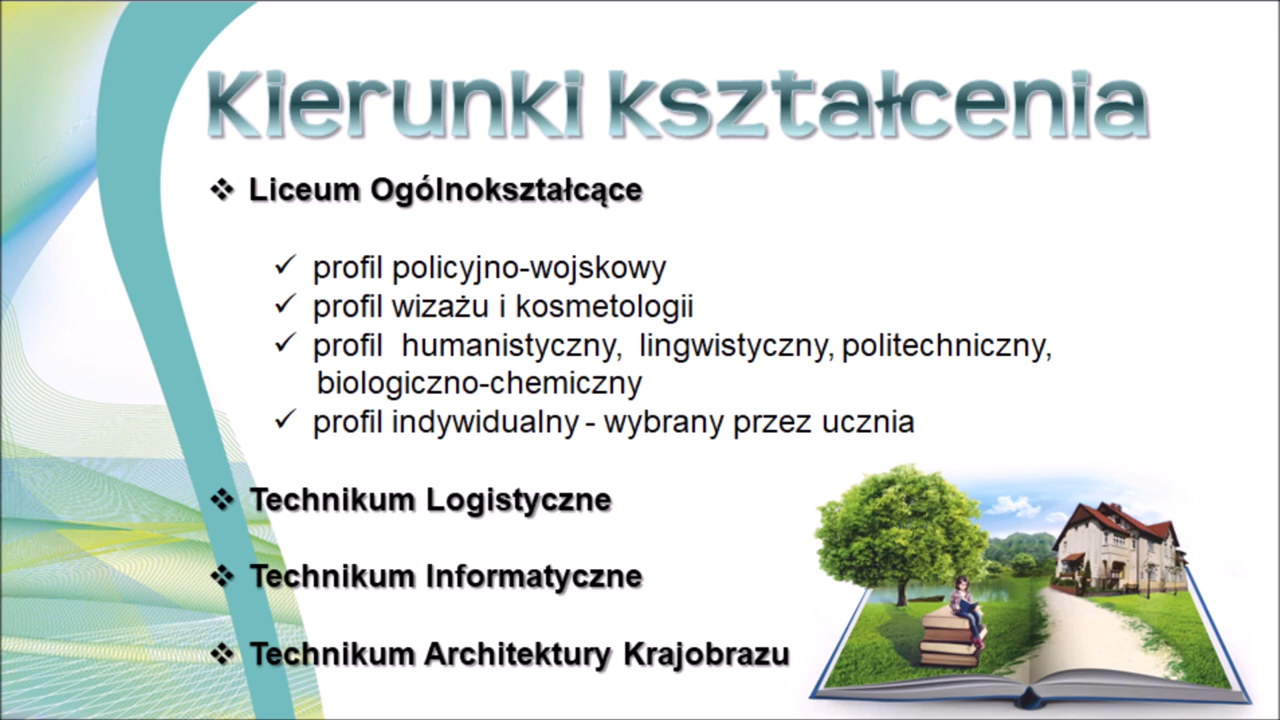 Kierunki kształcenia
❖ Liceum Ogólnokształcące
✓ profil policyjno-wojskowy
✓ profil wizażu i kosmetologii
✓ profil humanistyczny, lingwistyczny, politechniczny,
biologiczno-chemiczny
✓ profil indywidualny - wybrany przez ucznia
❖ Technikum Logistyczne
❖ Technikum Informatyczne
❖ Technikum Architektury Krajobrazu